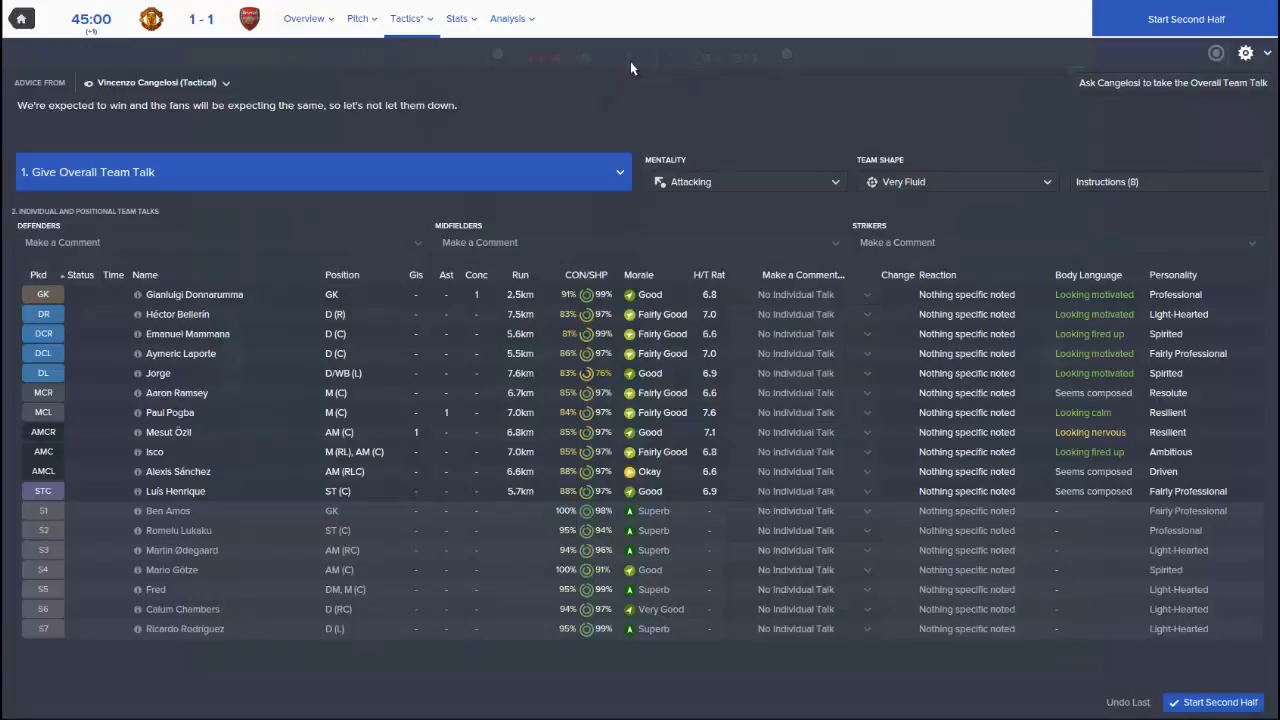 45:00 1 - 1 Overview Pitch Tactics* Stats Analysis Start Second Half
(+1)
ADVICE FROM Vincenzo Cangelosi (Tactical) Ask Cangelosi to take the Overall Team Talk
We're expected to win and the fans will be expecting the same, so let's not let them down.
MENTALITY TEAM SHAPE
1. Give Overall Team Talk Attacking Very Fluid Instructions (8)
2. INDIVIDUAL AND POSITIONAL TEAM TALKS
DEFENDERS MIDFIELDERS STRIKERS
Make a Comment Make a Comment Make a Comment
Pkd Status Time Name Position Gls Ast Conc Run CON/SHP Morale H/T Rat Make a Comment... Change Reaction Body Language Personality
GK Gianluigi Donnarumma GK - - 1 2.5km 91% 99% Good 6.8 No Individual Talk Nothing specific noted Looking motivated Professional
DR Héctor Bellerín D (R) - - - 7.5km 83% 97% Fairly Good 7.0 No Individual Talk Nothing specific noted Looking motivated Light-Hearted
DCR Emanuel Mammana D (C) - - - 5.6km 81% 99% Fairly Good 6.6 No Individual Talk Nothing specific noted Looking fired up Spirited
DCL Aymeric Laporte D (C) - - - 5.5km 86% 97% Fairly Good 7.0 No Individual Talk Nothing specific noted Looking motivated Fairly Professional
DL Jorge D/WB (L) - - - 7.6km 83% 76% Good 6.9 No Individual Talk Nothing specific noted Looking motivated Spirited
MCR Aaron Ramsey M (C) - - - 6.7km 85% 97% Fairly Good 6.6 No Individual Talk Nothing specific noted Seems composed Resolute
MCL Paul Pogba M (C) - 1 - 7.0km 84% 97% Fairly Good 7.6 No Individual Talk Nothing specific noted Looking calm Resilient
AMCR Mesut Özil AM (C) 1 - - 6.8km 85% 97% Good 7.1 No Individual Talk Nothing specific noted Looking nervous Resilient
AMC Isco M (RL), AM (C) - - - 7.0km 85% 97% Fairly Good 6.8 No Individual Talk Nothing specific noted Looking fired up Ambitious
AMCL Alexis Sánchez AM (RLC) - - - 6.6km 88% 97% Okay 6.6 No Individual Talk Nothing specific noted Seems composed Driven
STC Luís Henrique ST (C) - - - 5.7km 88% 97% Good 6.9 No Individual Talk Nothing specific noted Seems composed Fairly Professional
S1 Ben Amos GK - - - 100% 98% Superb - No Individual Talk Nothing specific noted - Fairly Professional
S2 Romelu Lukaku ST (C) - - - 95% 94% Superb - No Individual Talk Nothing specific noted - Professional
S3 Martin Ødegaard AM (RC) - - - 94% 96% Superb - No Individual Talk Nothing specific noted - Light-Hearted
S4 Mario Götze AM (C) - - - 100% 91% Good - No Individual Talk Nothing specific noted - Spirited
S5 Fred DM, M (C) - - - 95% 99% Superb - No Individual Talk Nothing specific noted - Light-Hearted
S6 Calum Chambers D (RC) - - - 94% 97% Very Good - No Individual Talk Nothing specific noted - Light-Hearted
S7 Ricardo Rodríguez D (L) - - - 95% 99% Superb - No Individual Talk Nothing specific noted - Light-Hearted
Undo Last Start Second Half